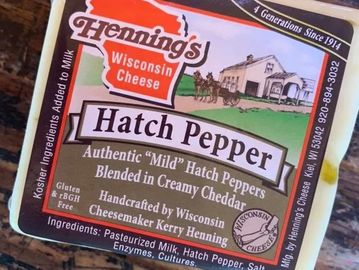 4 Generations Since 1914
Henning's
Wisconsin
Cheese
Hatch Pepper
Authentic "Mild" Hatch Peppers
Blended in Creamy Cheddar
Handcrafted by Wisconsin
Cheesemaker Kerry Henning
Gluten
& rBGH
Free
WISCONSIN
CHEESE
Ingredients: Pasteurized Milk, Hatch Pepper, Salt,
Enzymes, Cultures
Kosher Ingredients Added to Milk
Mfg. by Henning's Cheese Kiel, WI 53042 920-894-3032